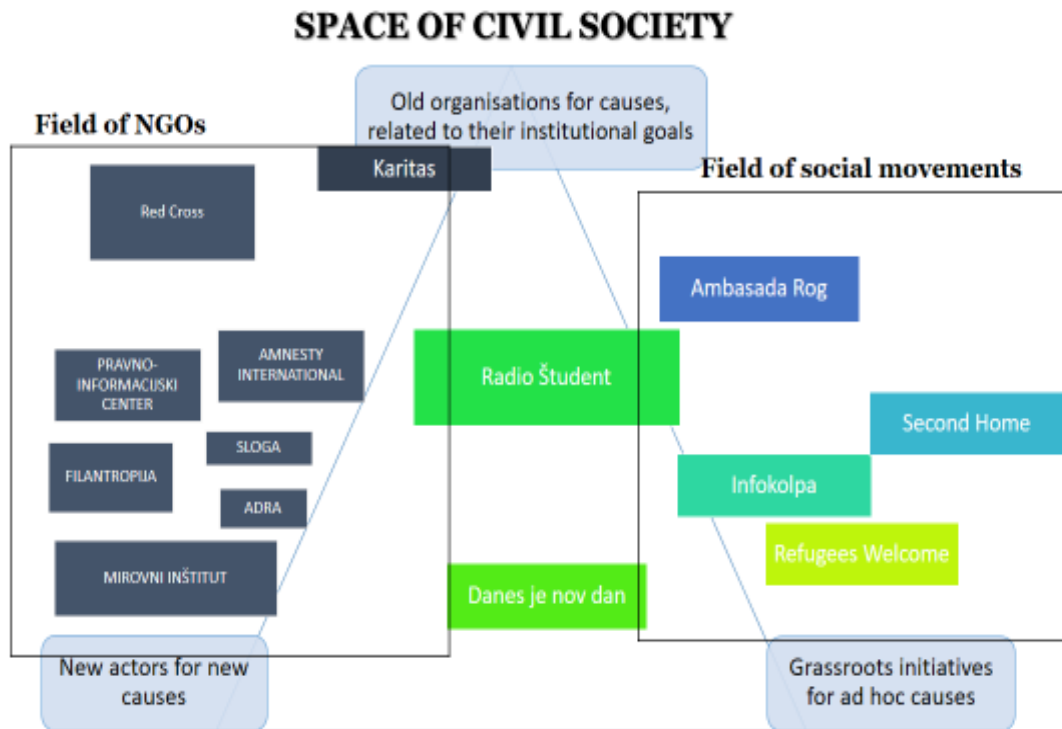 SPACE OF CIVIL SOCIETY
Old organisations for causes,
related to their institutional goals
Field of NGOs
Karitas
Field of social movements
Red Cross
Ambasada Rog
AMNESTY
INTERNATIONAL
PRAVNO-
INFORMACIJSKI
CENTER
Radio Študent
Second Home
SLOGA
FILANTROPIJA
Infokolpa
ADRA
Refugees Welcome
MIROVNI INŠTITUT
Danes je nov dan
New actors for new
causes
Grassroots initiatives
for ad hoc causes